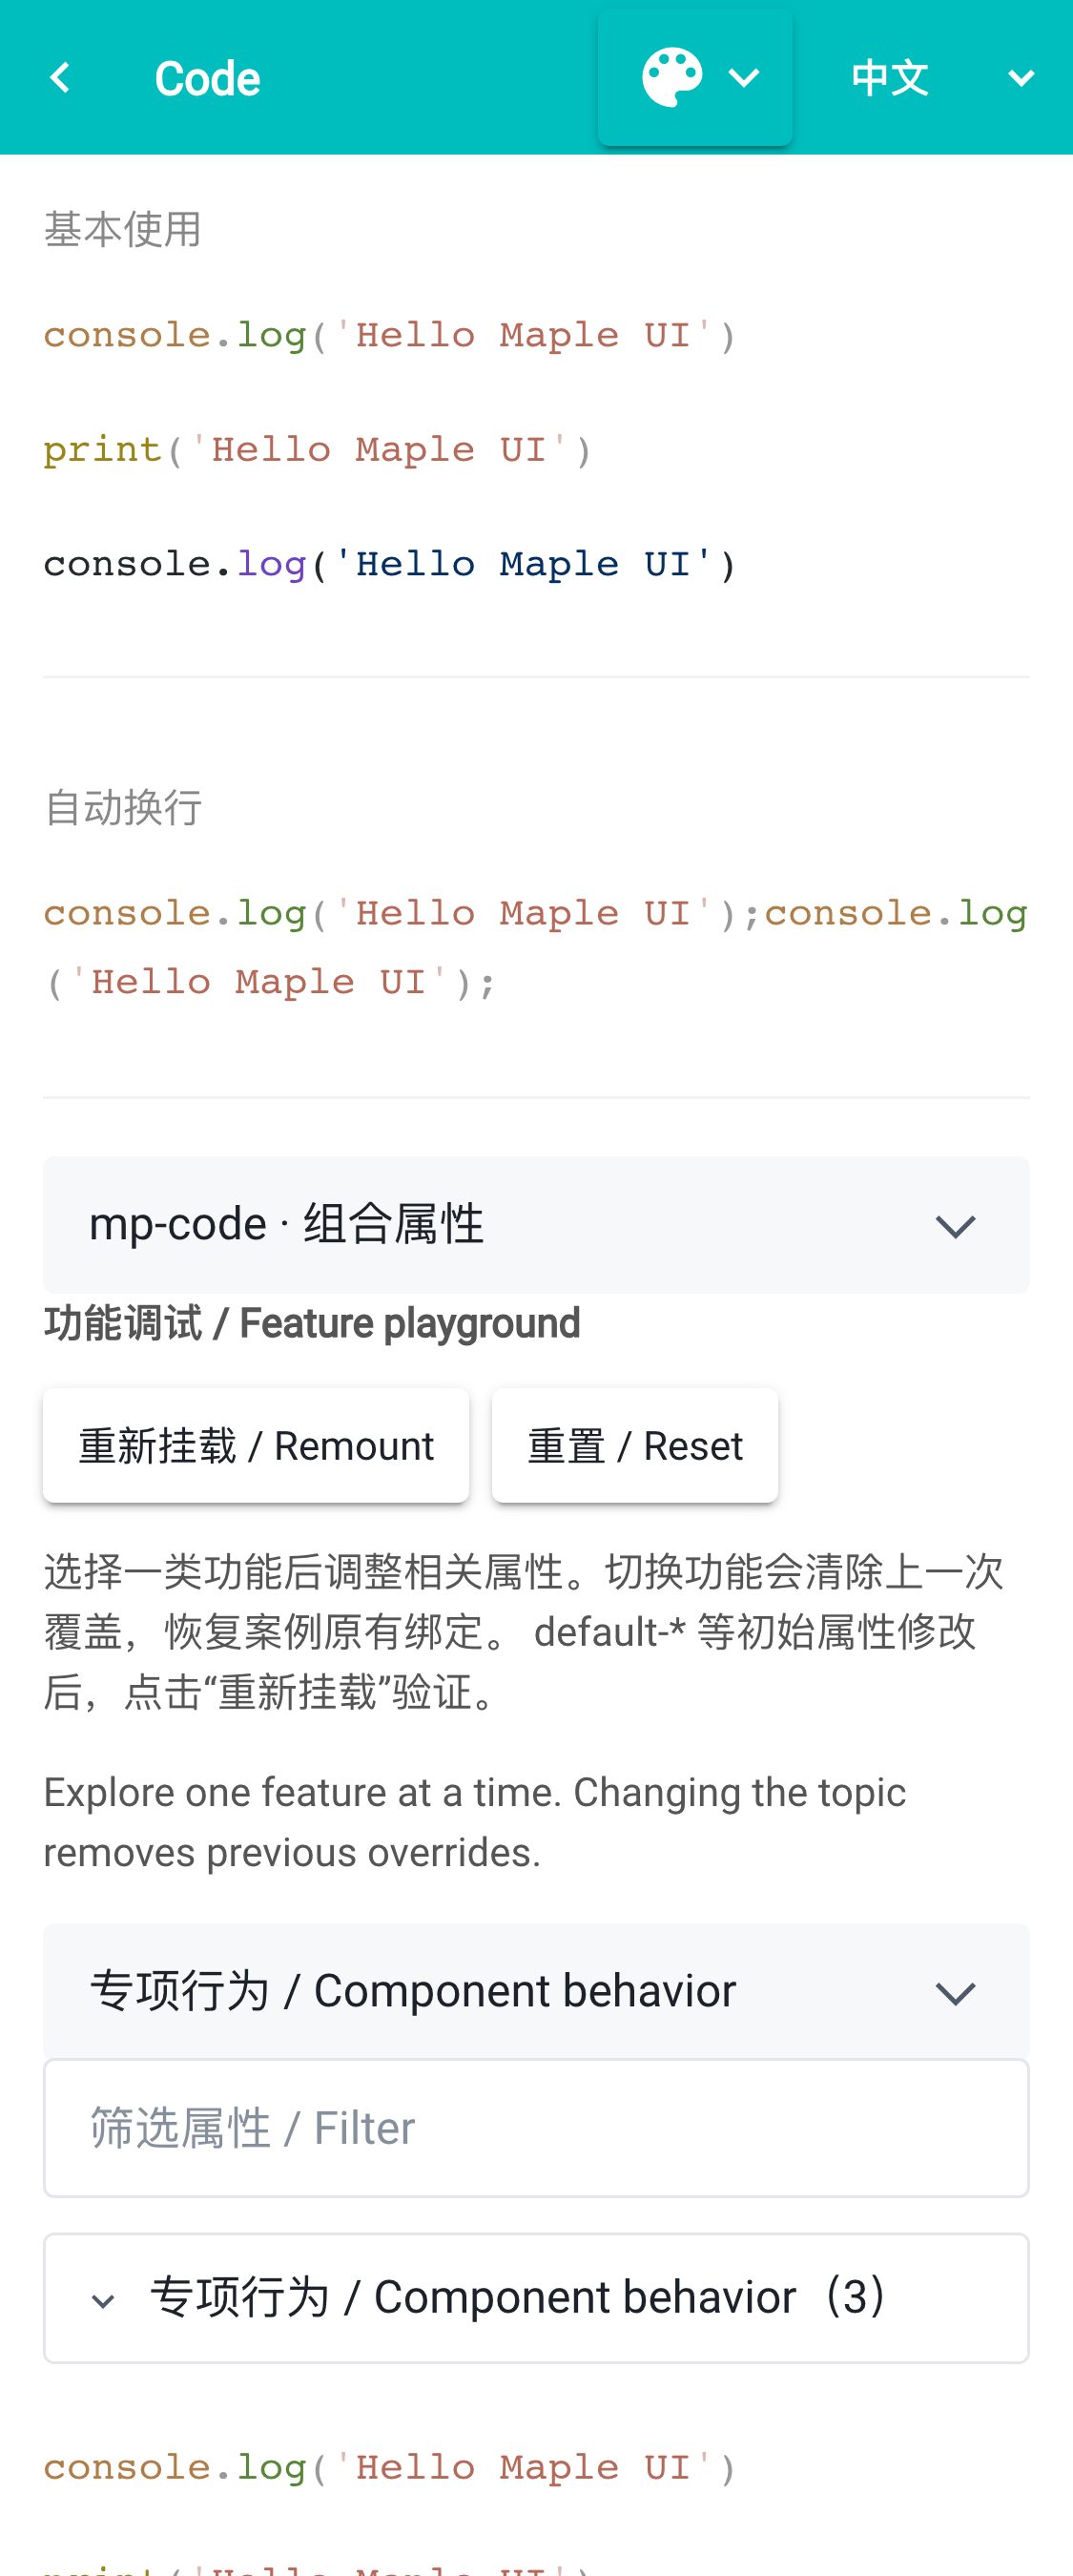 Code
中文
基本使用
console.log('Hello Maple UI')
print('Hello Maple UI')
console.log('Hello Maple UI')
自动换行
console.log('Hello Maple UI');console.log
('Hello Maple UI');
mp-code · 组合属性
功能调试 / Feature playground
重新挂载 / Remount
重置 / Reset
选择一类功能后调整相关属性。切换功能会清除上一次
覆盖，恢复案例原有绑定。 default-* 等初始属性修改
后，点击“重新挂载”验证。
Explore one feature at a time. Changing the topic
removes previous overrides.
专项行为 / Component behavior
筛选属性 / Filter
专项行为 / Component behavior（3）
console.log('Hello Maple UI')
print('Hello Maple UI')